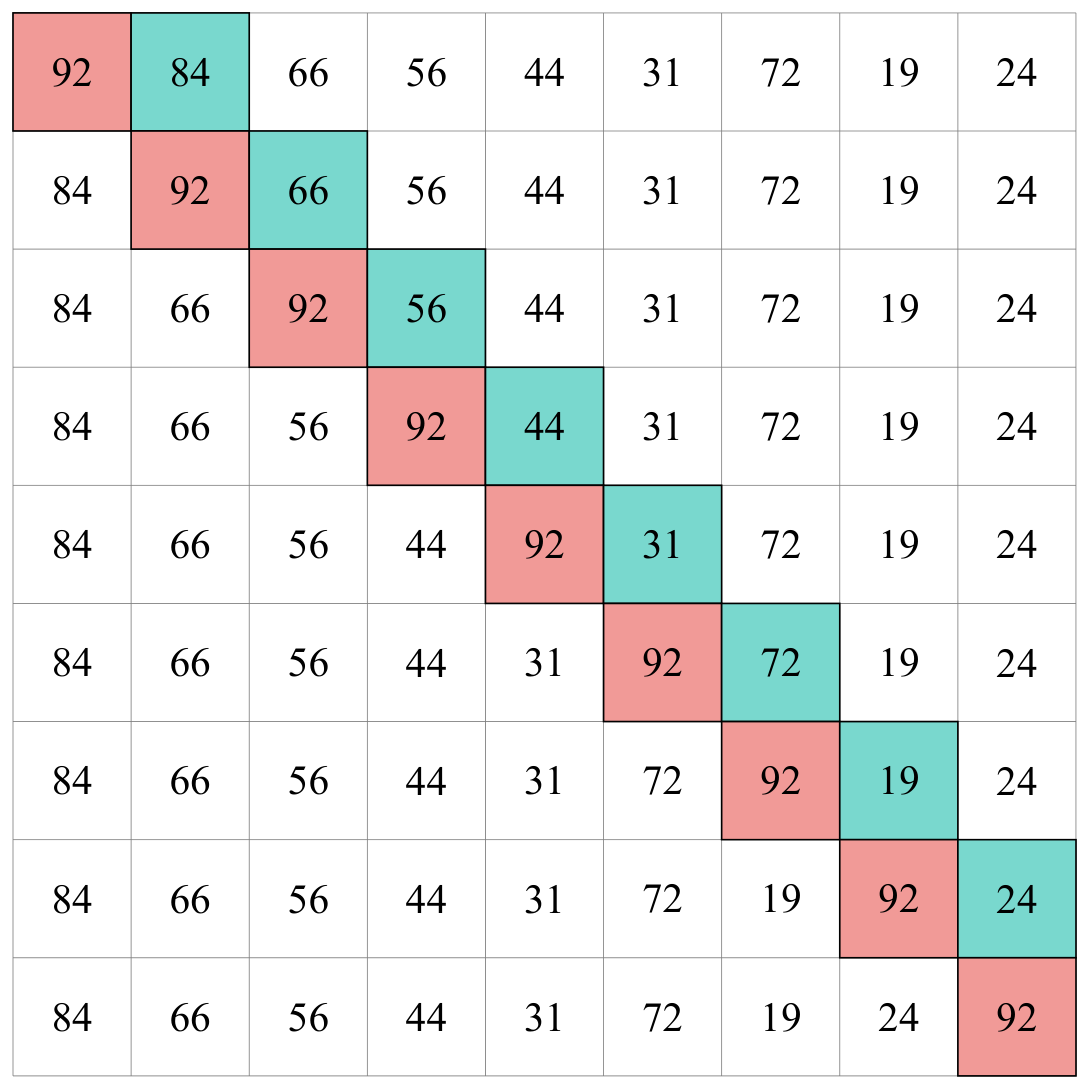 92 84 66 56 44 31 72 19 24
84 92 66 56 44 31 72 19 24
84 66 92 56 44 31 72 19 24
84 66 56 92 44 31 72 19 24
84 66 56 44 92 31 72 19 24
84 66 56 44 31 92 72 19 24
84 66 56 44 31 72 92 19 24
84 66 56 44 31 72 19 92 24
84 66 56 44 31 72 19 24 92